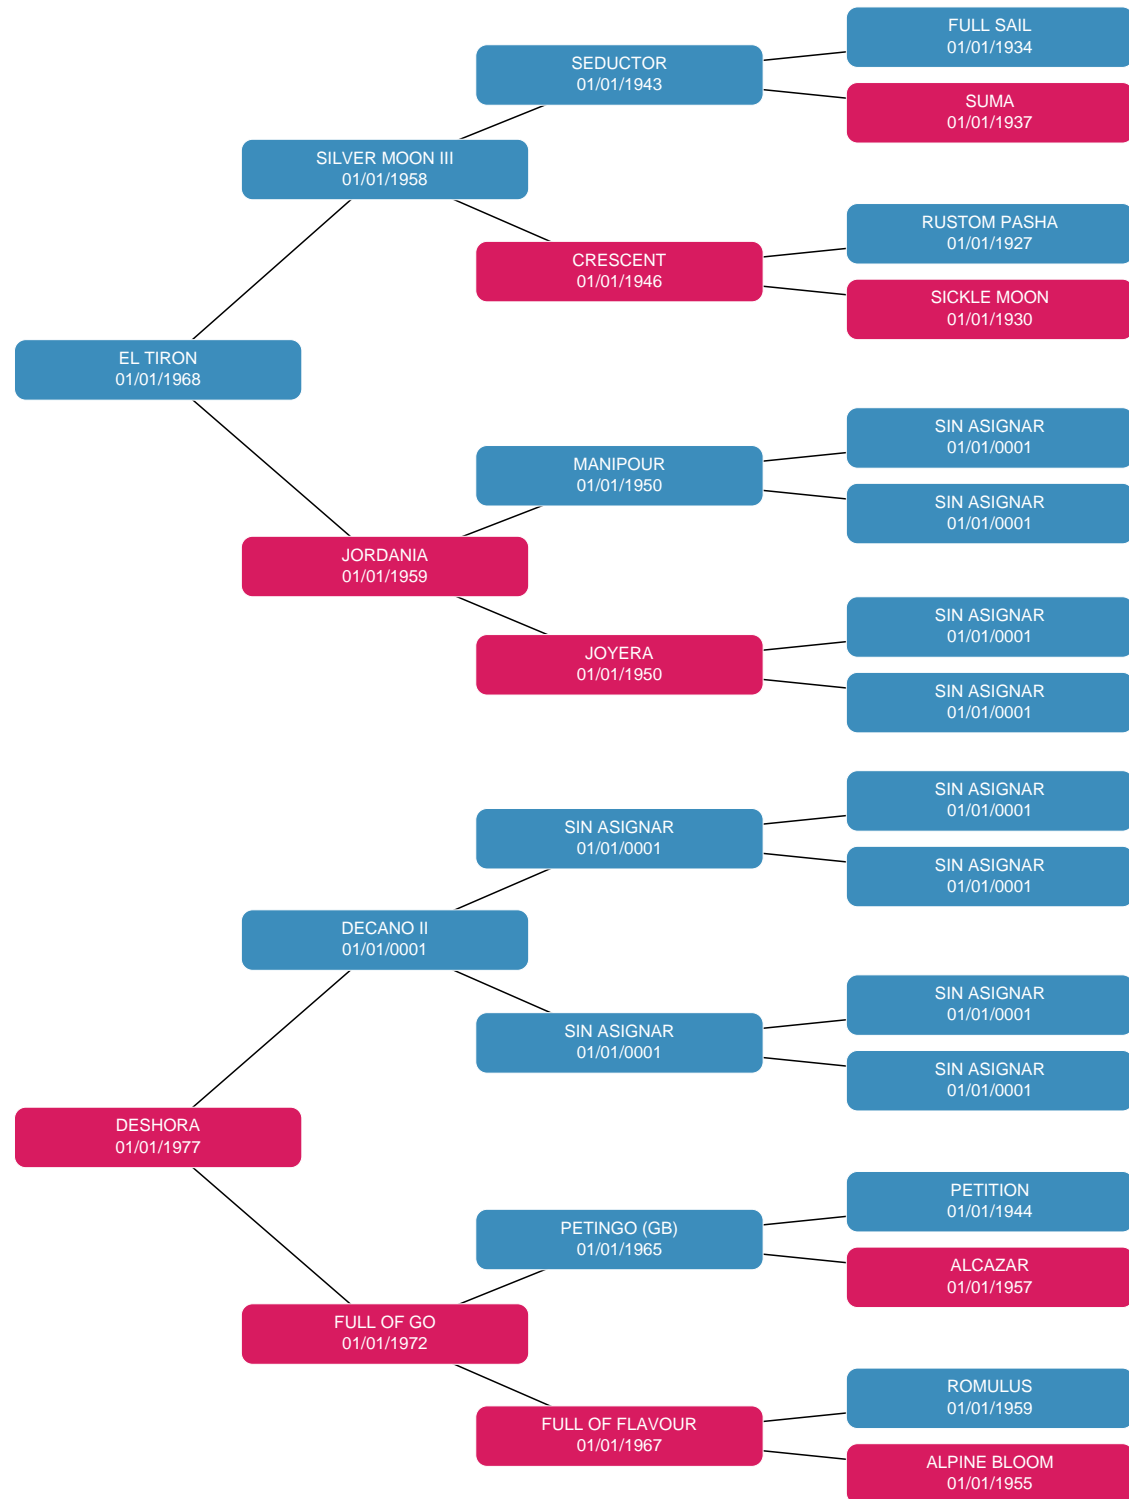 FULL SAIL
01/01/1934
SEDUCTOR
01/01/1943
SUMA
01/01/1937
SILVER MOON III
01/01/1958
RUSTOM PASHA
01/01/1927
CRESCENT
01/01/1946
SICKLE MOON
01/01/1930
EL TIRON
01/01/1968
SIN ASIGNAR
01/01/0001
MANIPOUR
01/01/1950
SIN ASIGNAR
01/01/0001
JORDANIA
01/01/1959
SIN ASIGNAR
01/01/0001
JOYERA
01/01/1950
SIN ASIGNAR
01/01/0001
SIN ASIGNAR
01/01/0001
SIN ASIGNAR
01/01/0001
SIN ASIGNAR
01/01/0001
DECANO II
01/01/0001
SIN ASIGNAR
01/01/0001
SIN ASIGNAR
01/01/0001
SIN ASIGNAR
01/01/0001
DESHORA
01/01/1977
PETITION
01/01/1944
PETINGO (GB)
01/01/1965
ALCAZAR
01/01/1957
FULL OF GO
01/01/1972
ROMULUS
01/01/1959
FULL OF FLAVOUR
01/01/1967
ALPINE BLOOM
01/01/1955